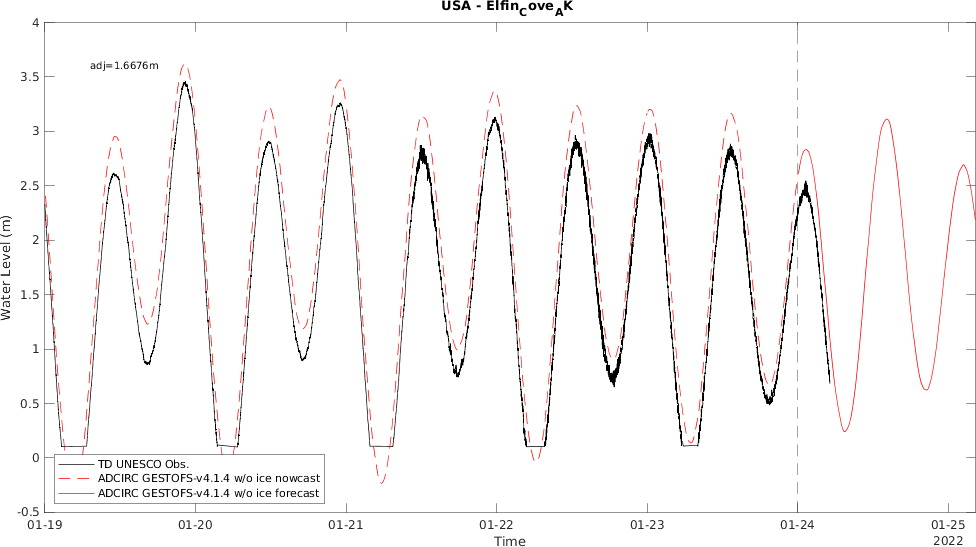 USA - ElfinCoveAK
4
3.5
3
2.5
2
1.5
1
0.5
0
-0.5
Water Level (m)
adj=1.6676m
TD UNESCO Obs.
ADCIRC GESTOFS-v4.1.4 w/o ice nowcast
ADCIRC GESTOFS-v4.1.4 w/o ice forecast
01-19
01-20
01-21
01-22
01-23
01-24
01-25
Time
2022